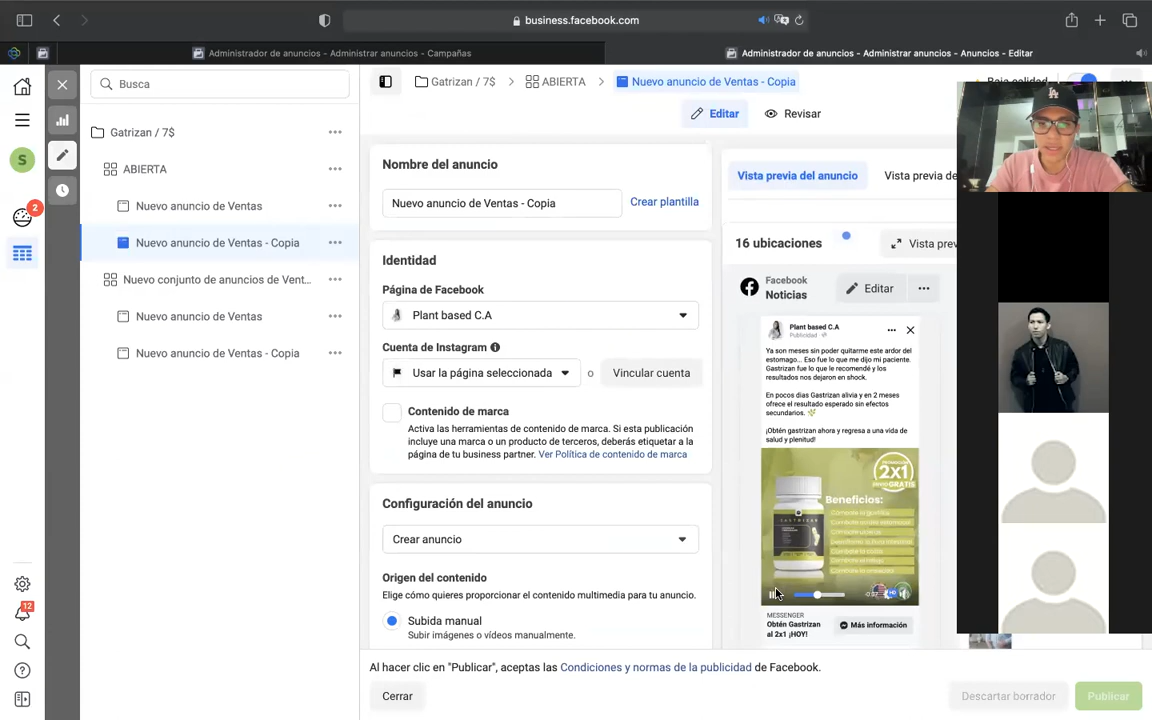 business.facebook.com
Administrador de anuncios - Administrar anuncios - Campañas
Administrador de anuncios - Administrar anuncios - Anuncios - Editar
Busca
Gatrizan / 7$
ABIERTA
Nuevo anuncio de Ventas
Nuevo anuncio de Ventas - Copia
Nuevo conjunto de anuncios de Vent...
Nuevo anuncio de Ventas
Nuevo anuncio de Ventas - Copia
S
2
12
Gatrizan / 7$
ABIERTA
Nuevo anuncio de Ventas - Copia
Baja calidad
Editar
Revisar
Nombre del anuncio
Nuevo anuncio de Ventas - Copia
Crear plantilla
Identidad
Página de Facebook
Plant based C.A
Cuenta de Instagram
Usar la página seleccionada
o
Vincular cuenta
Contenido de marca
Activa las herramientas de contenido de marca. Si esta publicación
incluye una marca o un producto de terceros, deberás etiquetar a la
página de tu business partner. Ver Política de contenido de marca
Configuración del anuncio
Crear anuncio
Origen del contenido
Elige cómo quieres proporcionar el contenido multimedia para tu anuncio.
Subida manual
Subir imágenes o vídeos manualmente.
Vista previa del anuncio
Vista previa de
16 ubicaciones
Vista prev
Facebook
Noticias
Editar
Plant based C.A
Publicidad
Ya son meses sin poder quitarme este ardor del
estomago... Eso fue lo que me dijo mi paciente.
Gastrizan fue lo que le recomendé y los
resultados nos dejaron en shock.
En pocos días Gastrizan alivia y en 2 meses
ofrece el resultado esperado sin efectos
secundarios.
¡Obtén gastrizan ahora y regresa a una vida de
salud y plenitud!
2x1
GRATIS
Beneficios:
GASTRIZAN
MESSENGER
Obtén Gastrizan
al 2x1 ¡HOY!
Más información
Al hacer clic en "Publicar", aceptas las Condiciones y normas de la publicidad de Facebook.
Cerrar
Descartar borrador
Publicar